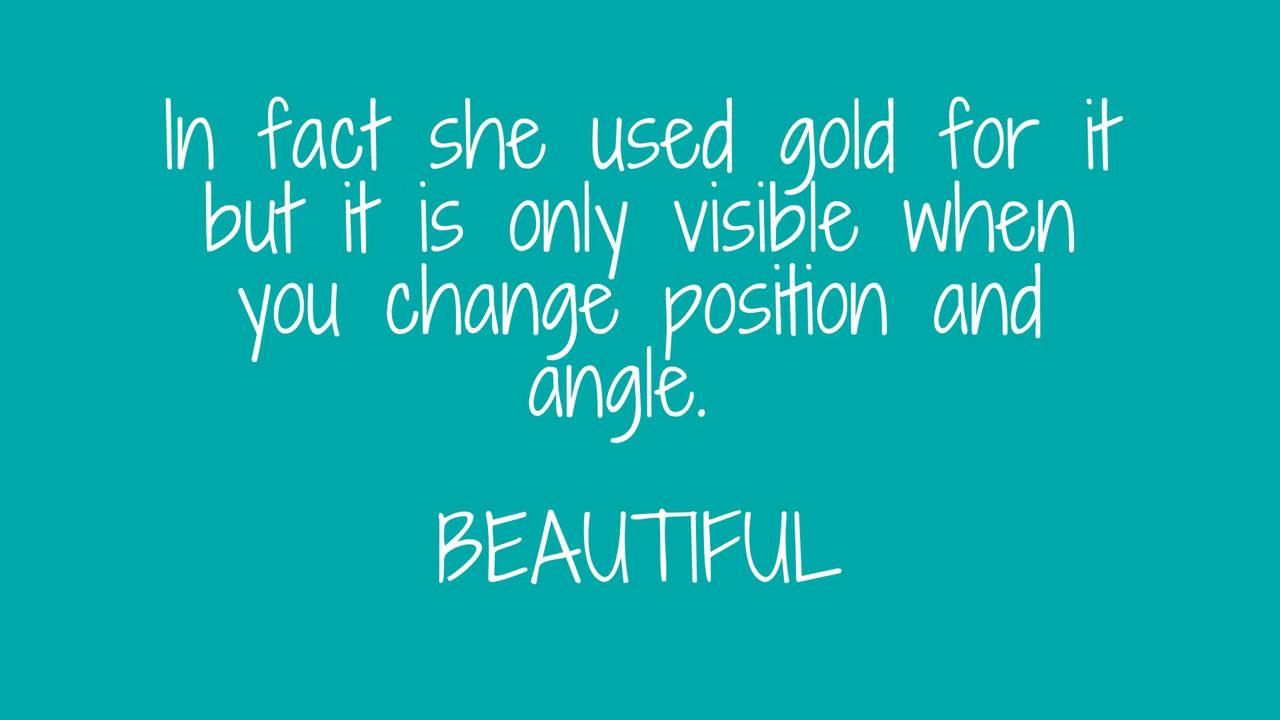 In fact she used gold for it
but it is only visible when
you change position and
angle.
BEAUTIFUL